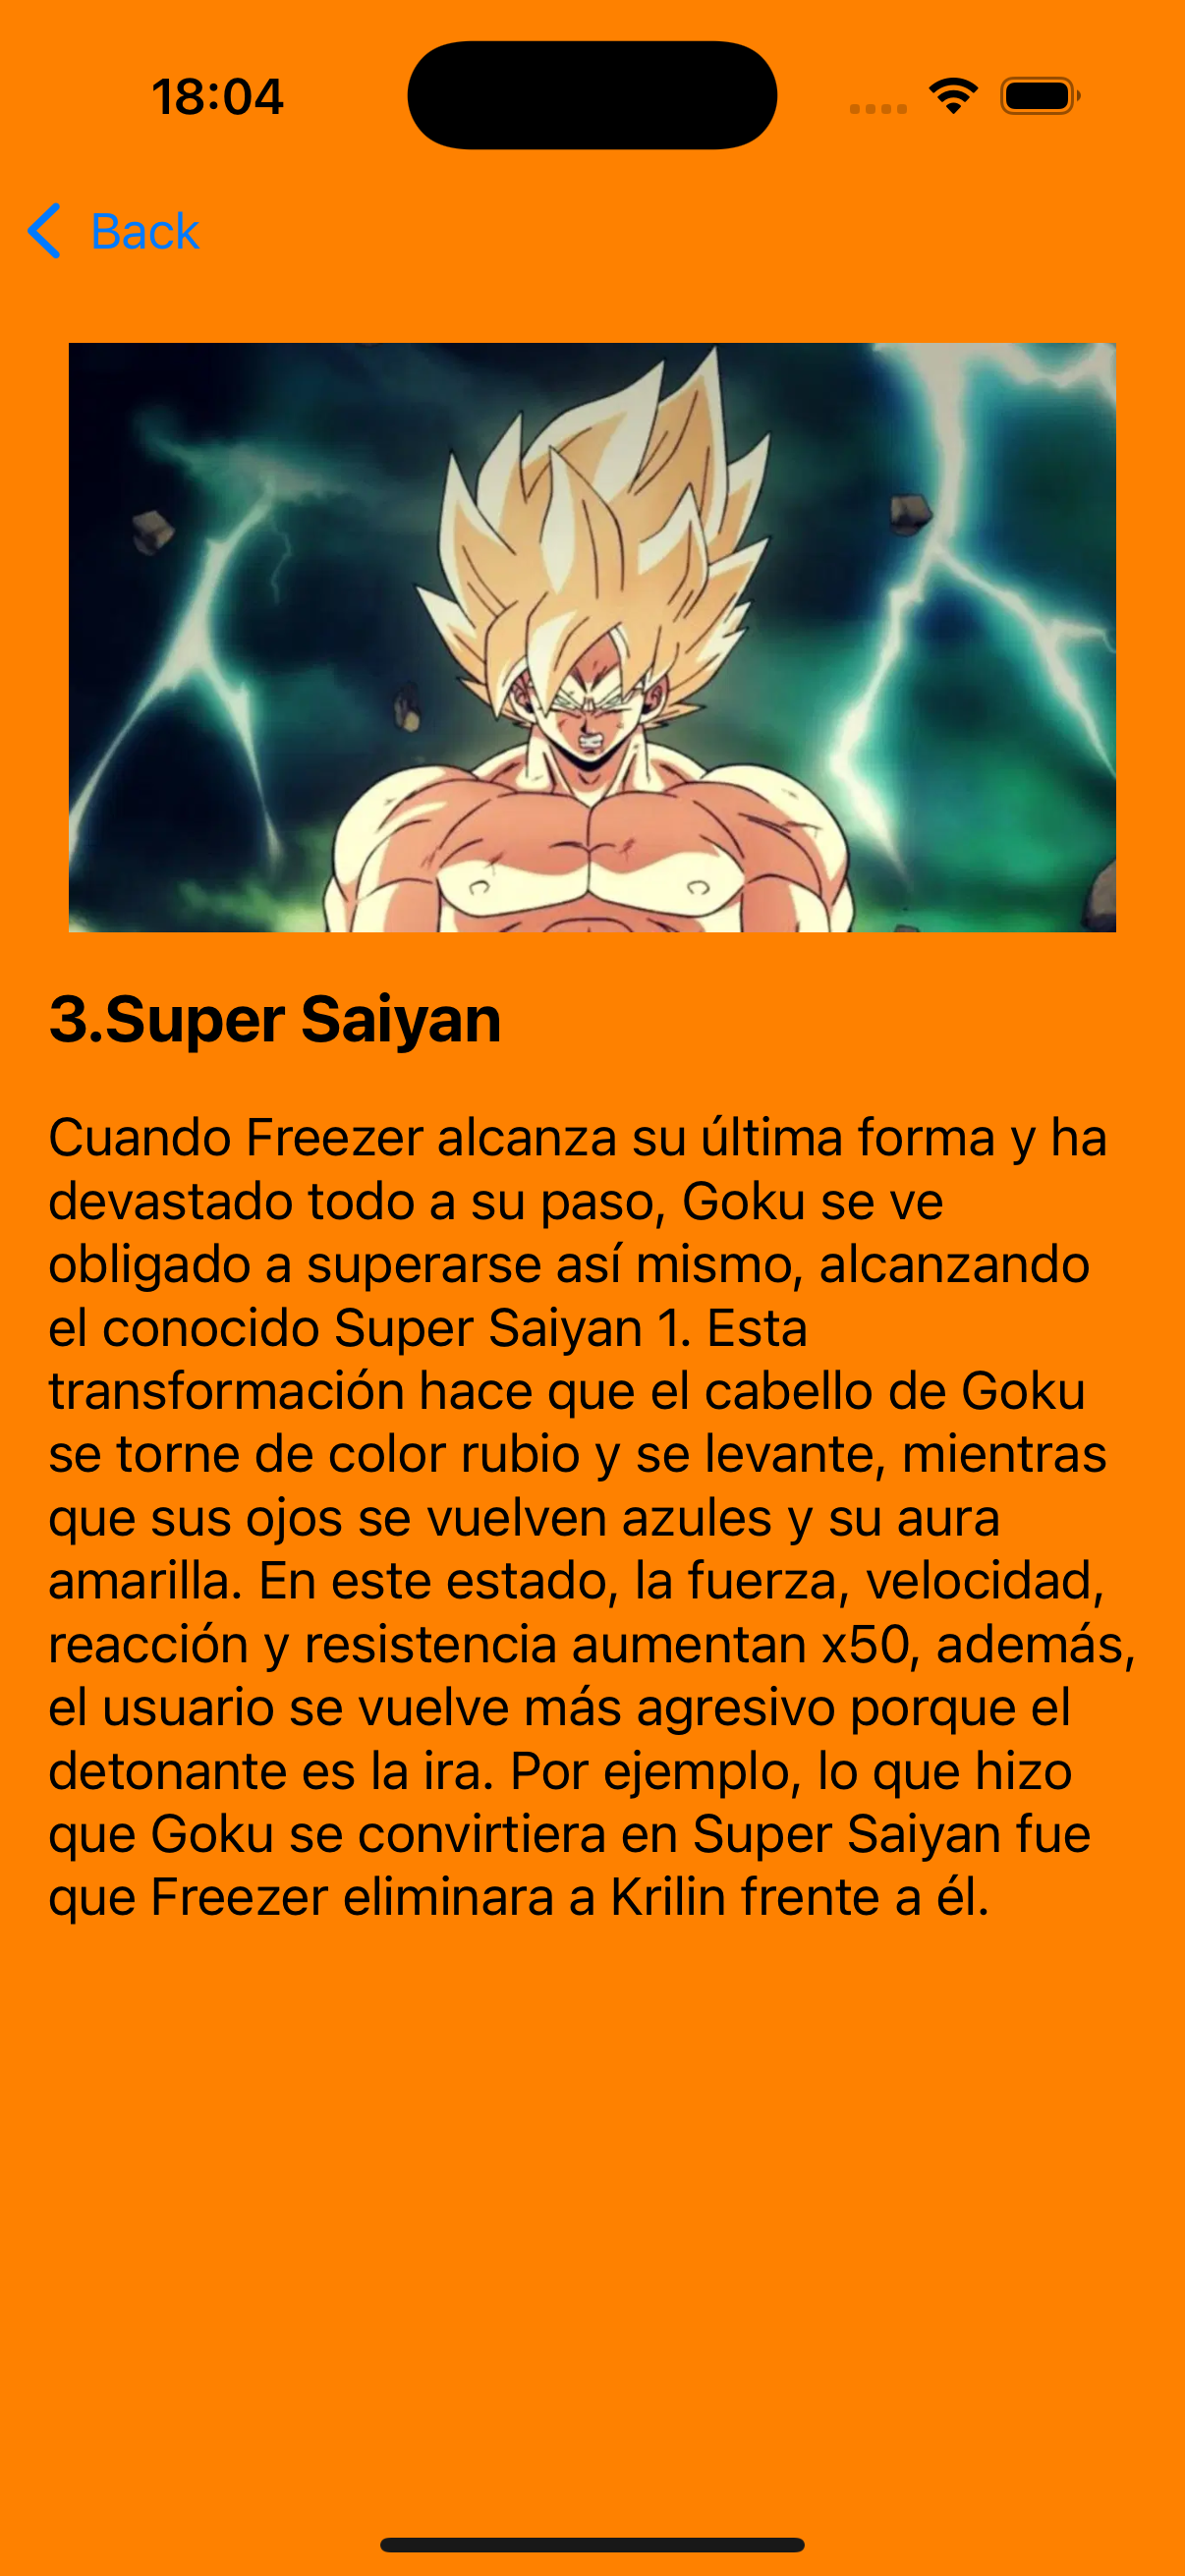 18:04
Back
3.Super Saiyan
Cuando Freezer alcanza su última forma y ha
devastado todo a su paso, Goku se ve
obligado a superarse así mismo, alcanzando
el conocido Super Saiyan 1. Esta
transformación hace que el cabello de Goku
se torne de color rubio y se levante, mientras
que sus ojos se vuelven azules y su aura
amarilla. En este estado, la fuerza, velocidad,
reacción y resistencia aumentan x50, además,
el usuario se vuelve más agresivo porque el
detonante es la ira. Por ejemplo, lo que hizo
que Goku se convirtiera en Super Saiyan fue
que Freezer eliminara a Krilin frente a él.